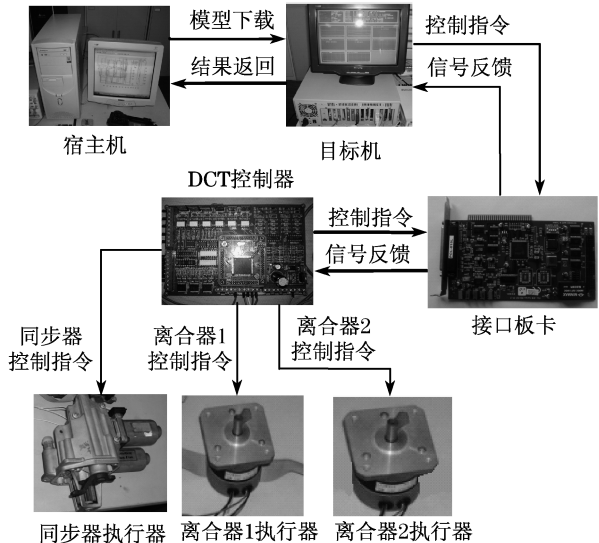 模型下载
控制指令
结果返回
信号反馈
宿主机
目标机
DCT控制器
控制指令
信号反馈
接口板卡
同步器
控制指令
离合器1
控制指令
离合器2
控制指令
同步器执行器
离合器1执行器
离合器2执行器